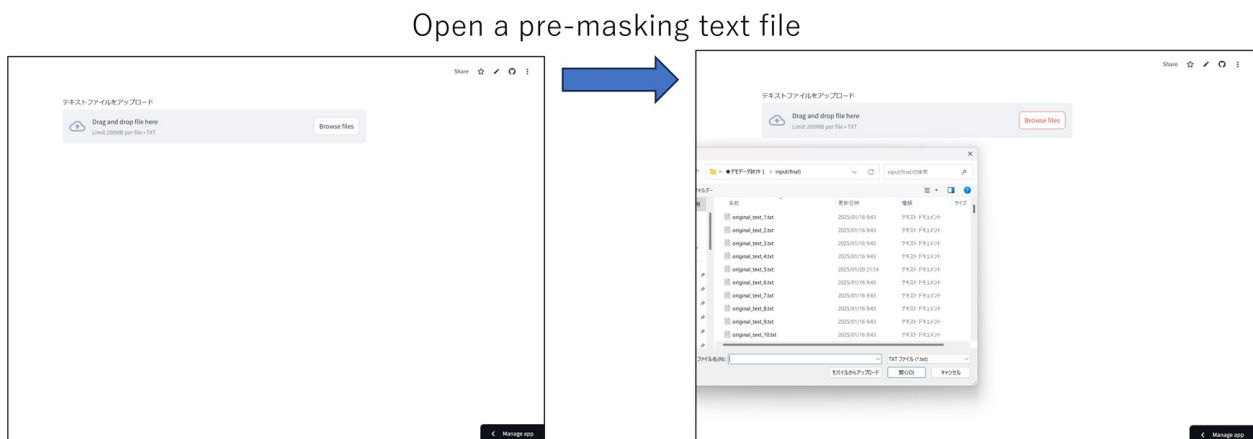 Open a pre-masking text file
Share
テキストファイルをアップロード
Drag and drop file here
Limit 200MB per file • TXT
Browse files
Manage app
Share
テキストファイルをアップロード
Drag and drop file here
Limit 200MB per file • TXT
Browse files
★デモデータ試作1 › input(final)
input(final)の検索
名前 更新日時 種類 サイズ
original_text_1.txt 2025/01/16 9:43 テキスト ドキュメント
original_text_2.txt 2025/01/16 9:43 テキスト ドキュメント
original_text_3.txt 2025/01/16 9:43 テキスト ドキュメント
original_text_4.txt 2025/01/16 9:43 テキスト ドキュメント
original_text_5.txt 2025/01/20 21:14 テキスト ドキュメント
original_text_6.txt 2025/01/16 9:43 テキスト ドキュメント
original_text_7.txt 2025/01/16 9:43 テキスト ドキュメント
original_text_8.txt 2025/01/16 9:43 テキスト ドキュメント
original_text_9.txt 2025/01/16 9:43 テキスト ドキュメント
original_text_10.txt 2025/01/16 9:43 テキスト ドキュメント
ファイル名(N):
TXT ファイル (*.txt)
モバイルからアップロード 開く(O) キャンセル
Manage app